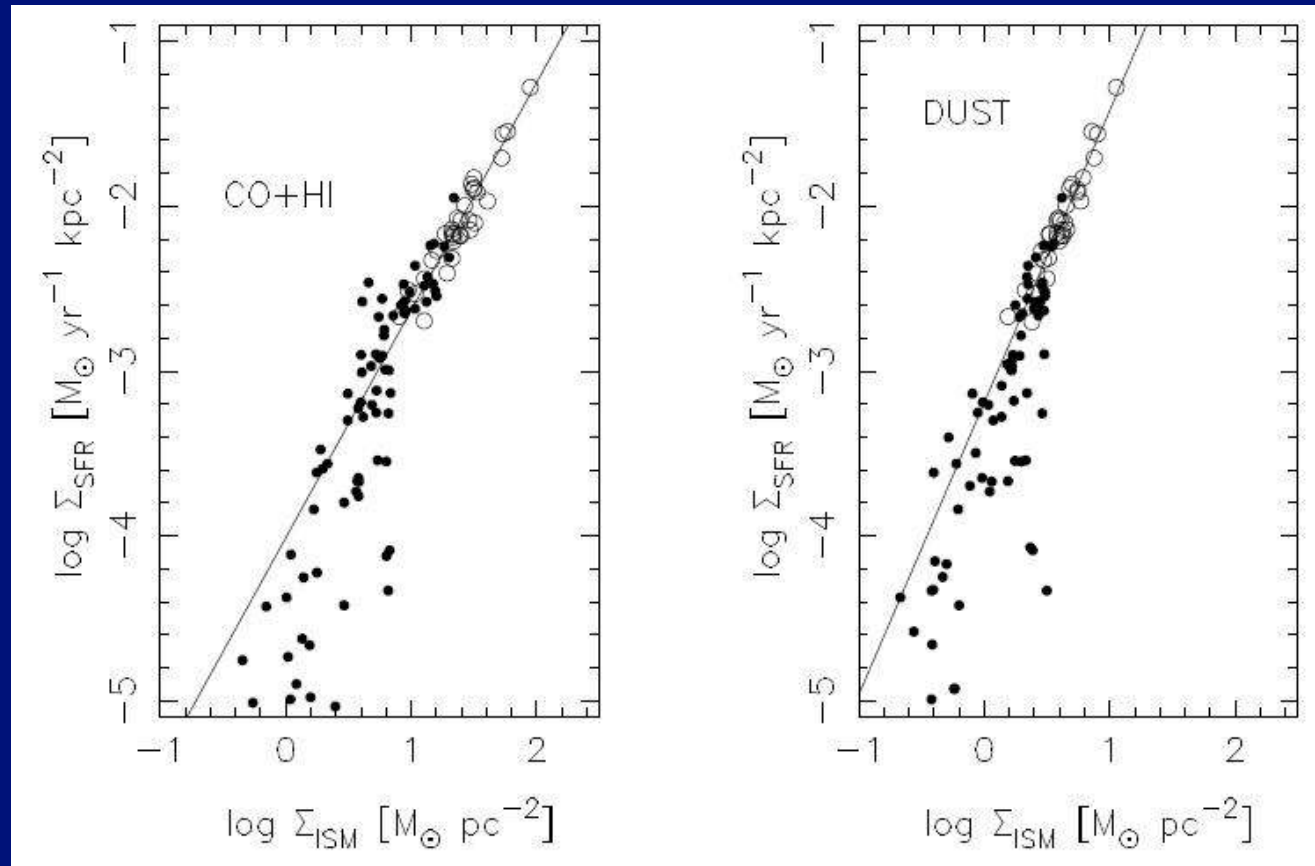 CO+HI
log Σ_SFR [M_⊙ yr⁻¹ kpc⁻²]
−1
−2
−3
−4
−5
−1 0 1 2
log Σ_ISM [M_⊙ pc⁻²]
DUST
log Σ_SFR [M_⊙ yr⁻¹ kpc⁻²]
−1
−2
−3
−4
−5
−1 0 1 2
log Σ_ISM [M_⊙ pc⁻²]